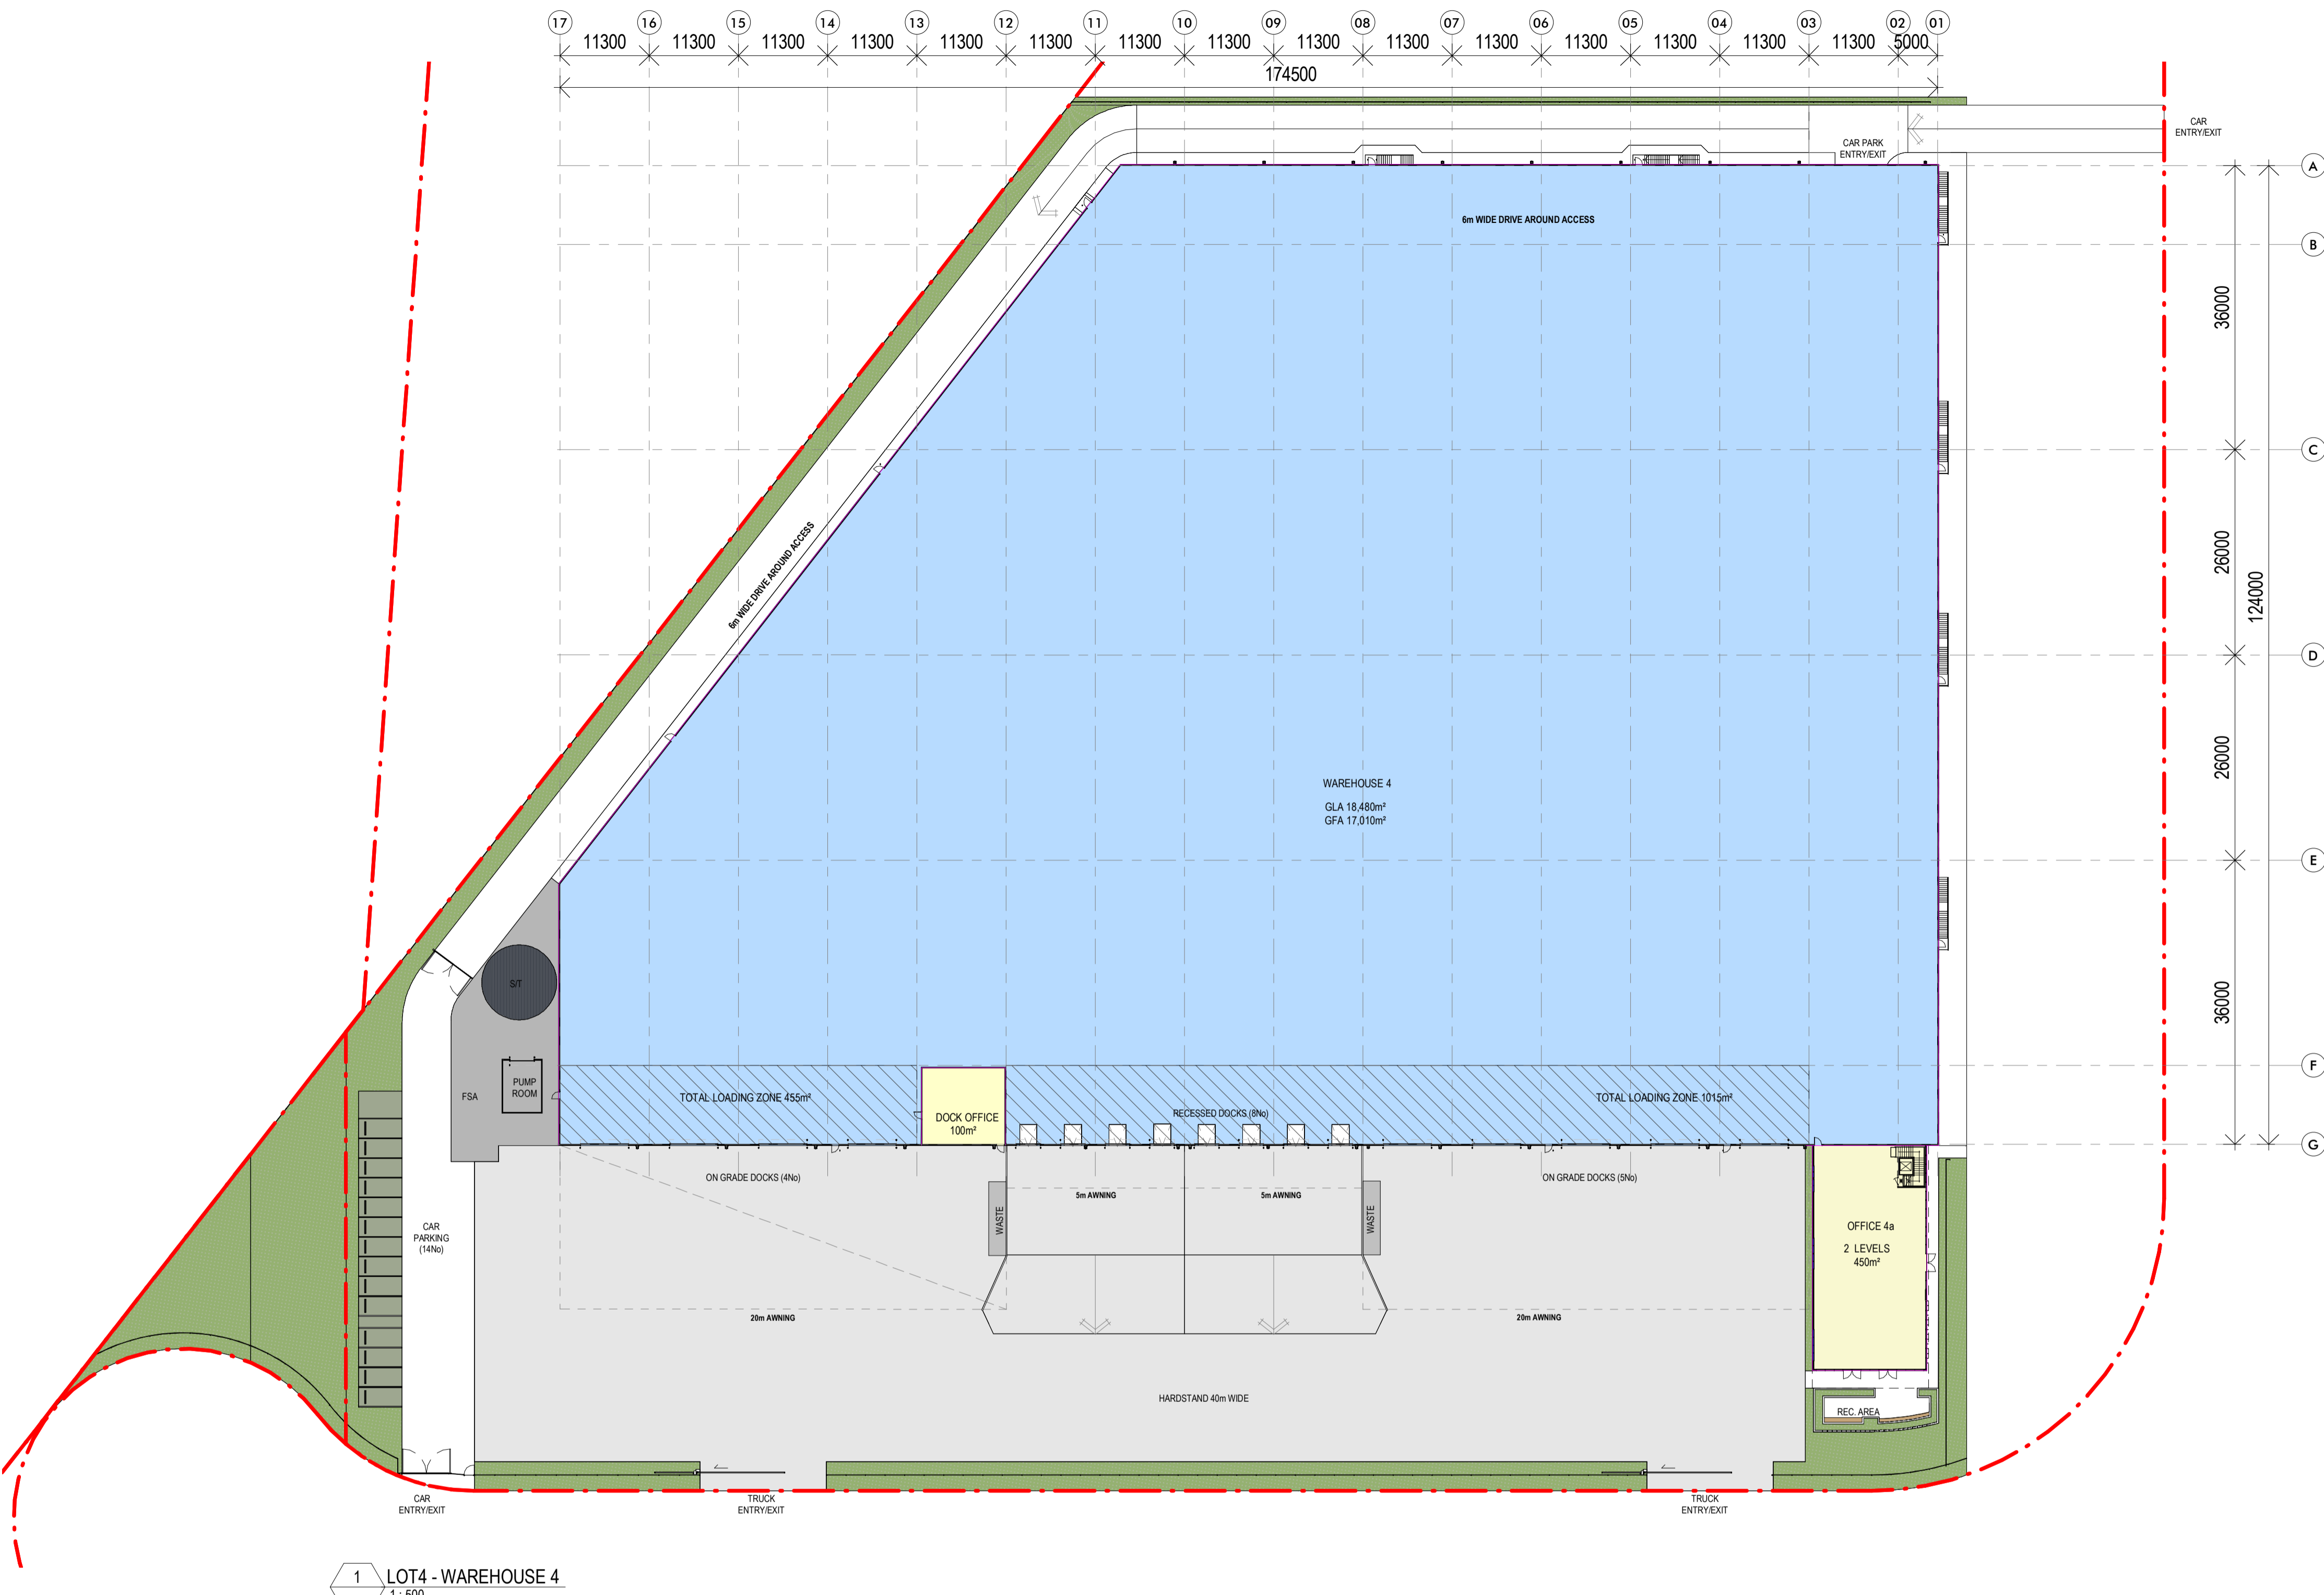 17 16 15 14 13 12 11 10 09 08 07 06 05 04 03 02 01
11300 11300 11300 11300 11300 11300 11300 11300 11300 11300 11300 11300 11300 11300 11300 5000
174500
CAR
ENTRY/EXIT
CAR PARK
ENTRY/EXIT
A
6m WIDE DRIVE AROUND ACCESS
B
36000
C
6m WIDE DRIVE AROUND ACCESS
26000
124000
D
26000
WAREHOUSE 4
GLA 18,480m²
GFA 17,010m²
E
S/T
36000
F
PUMP
ROOM
FSA
TOTAL LOADING ZONE 455m²
DOCK OFFICE
100m²
RECESSED DOCKS (8No)
TOTAL LOADING ZONE 1015m²
G
ON GRADE DOCKS (4No)
ON GRADE DOCKS (5No)
5m AWNING
5m AWNING
WASTE
WASTE
CAR
PARKING
(14No)
OFFICE 4a
2 LEVELS
450m²
20m AWNING
20m AWNING
HARDSTAND 40m WIDE
REC. AREA
CAR
ENTRY/EXIT
TRUCK
ENTRY/EXIT
TRUCK
ENTRY/EXIT
1 LOT4 - WAREHOUSE 4
1 : 500